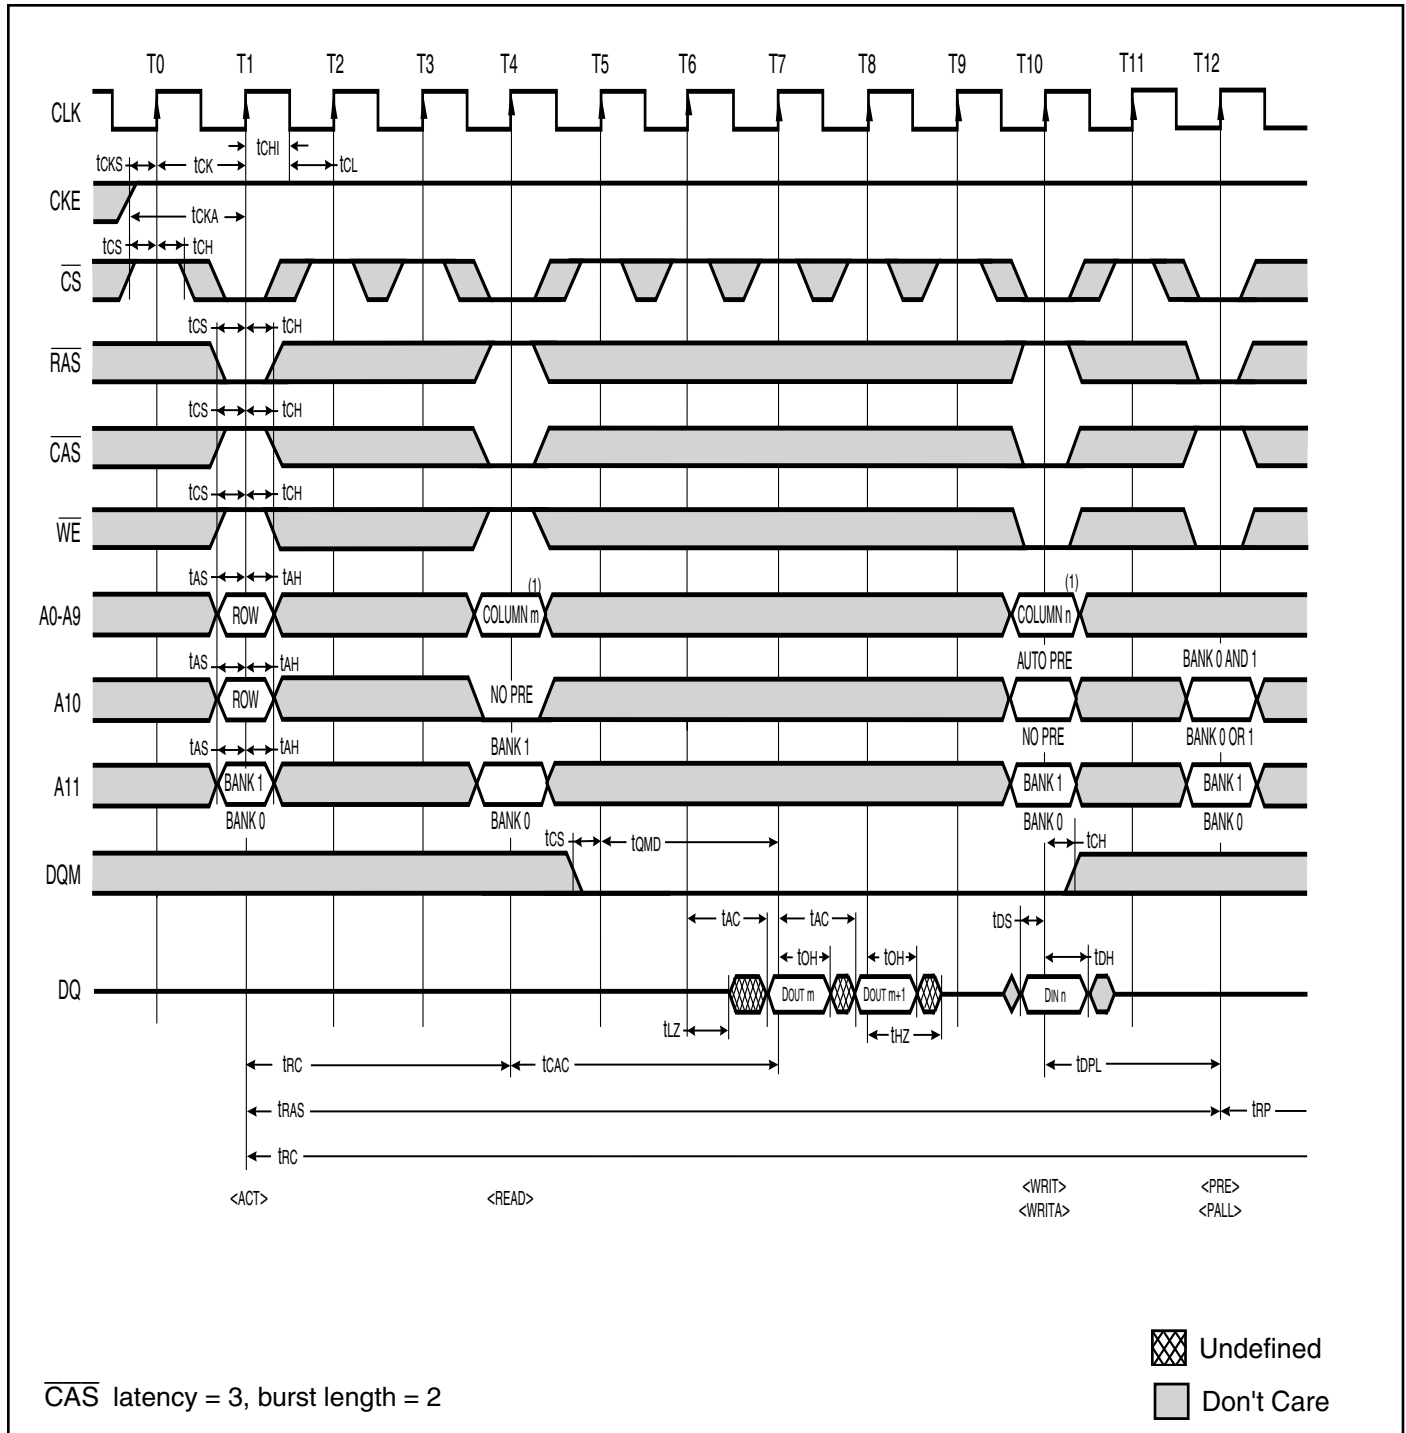 T0 T1 T2 T3 T4 T5 T6 T7 T8 T9 T10 T11 T12
CLK
tCHI
tCKS tCK tCL
CKE
tCKA
tCS tCH
CS
tCS tCH
RAS
tCS tCH
CAS
tCS tCH
WE
tAS tAH (1) (1)
A0-A9 ROW COLUMN m COLUMN n
tAS tAH AUTO PRE BANK 0 AND 1
A10 ROW NO PRE
tAS tAH BANK 1 NO PRE BANK 0 OR 1
A11 BANK 1 BANK 1 BANK 1
BANK 0 BANK 0 BANK 0 BANK 0
tCS tQMD tCH
DQM
tAC tAC tDS
tOH tOH tDH
DQ DOUT m DOUT m+1 DIN n
tLZ tHZ
tRC tCAC tDPL
tRAS tRP
tRC
<ACT> <READ> <WRIT> <PRE>
<WRITA> <PALL>
Undefined
CAS latency = 3, burst length = 2
Don't Care